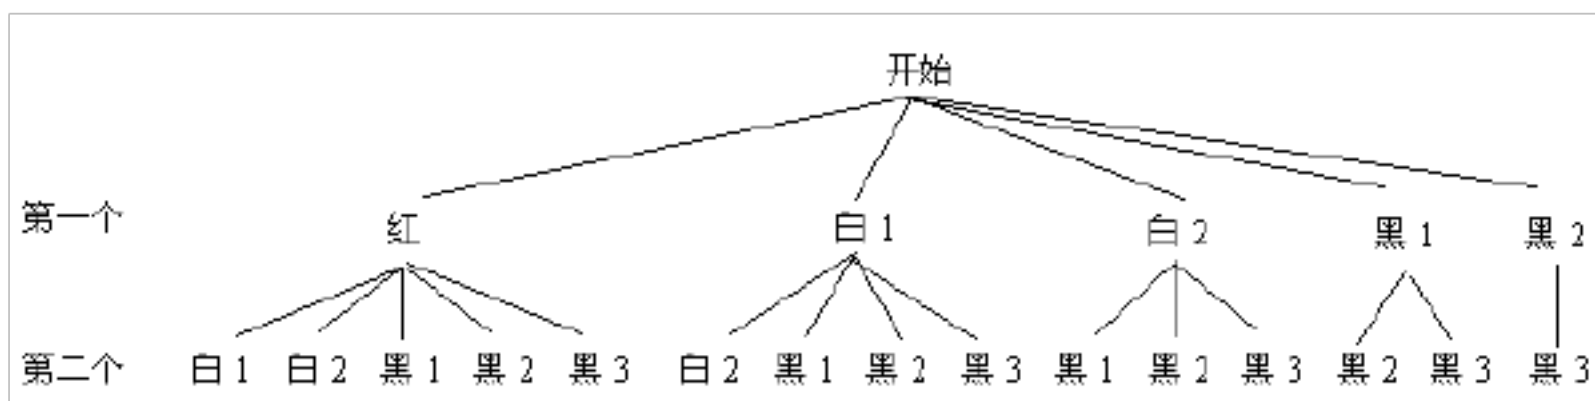 开始
第一个 红 白1 白2 黑1 黑2
第二个 白1 白2 黑1 黑2 黑3 白2 黑1 黑2 黑3 黑1 黑2 黑3 黑2 黑3 黑3